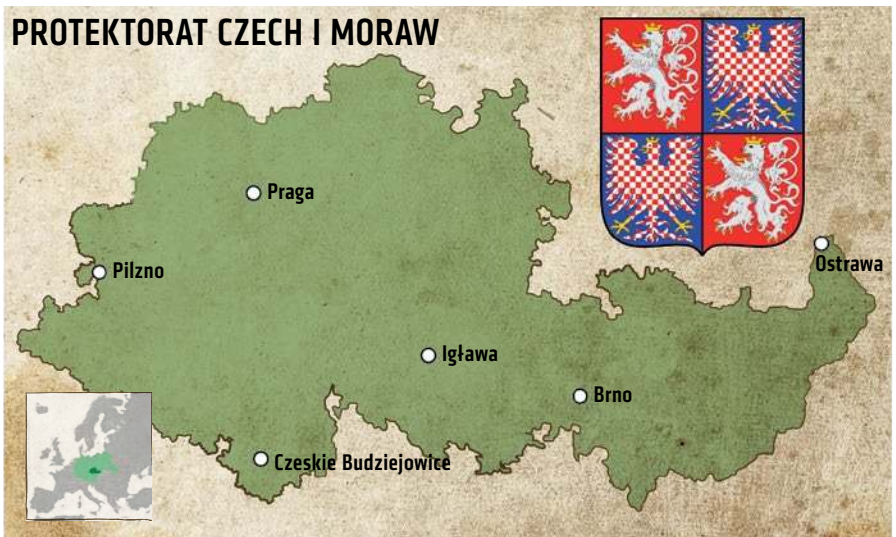 PROTEKTORAT CZECH I MORAW
Praga
Pilzno
Ostrawa
Igława
Brno
Czeskie Budziejowice